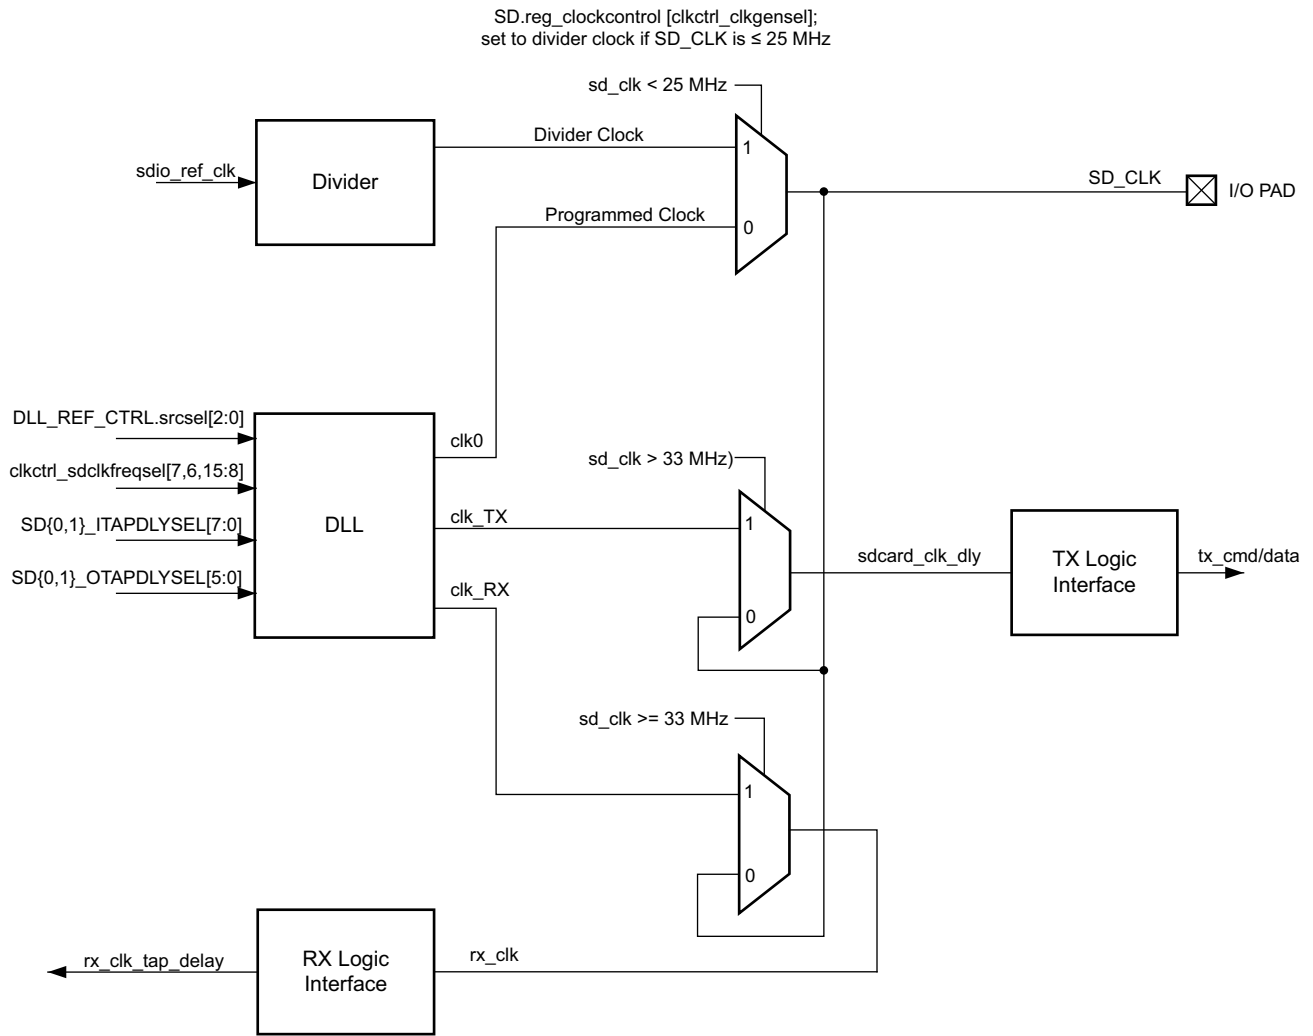 SD.reg_clockcontrol [clkctrl_clkgensel];
set to divider clock if SD_CLK is ≤ 25 MHz
sd_clk < 25 MHz
Divider Clock
1
sdio_ref_clk
Divider
SD_CLK
I/O PAD
Programmed Clock
0
DLL_REF_CTRL.srcsel[2:0]
clk0
clkctrl_sdclkfreqsel[7,6,15:8]
sd_clk > 33 MHz)
SD{0,1}_ITAPDLYSEL[7:0]
DLL
clk_TX
1
SD{0,1}_OTAPDLYSEL[5:0]
clk_RX
sdcard_clk_dly
TX Logic
Interface
tx_cmd/data
0
sd_clk >= 33 MHz
1
0
rx_clk_tap_delay
RX Logic
Interface
rx_clk